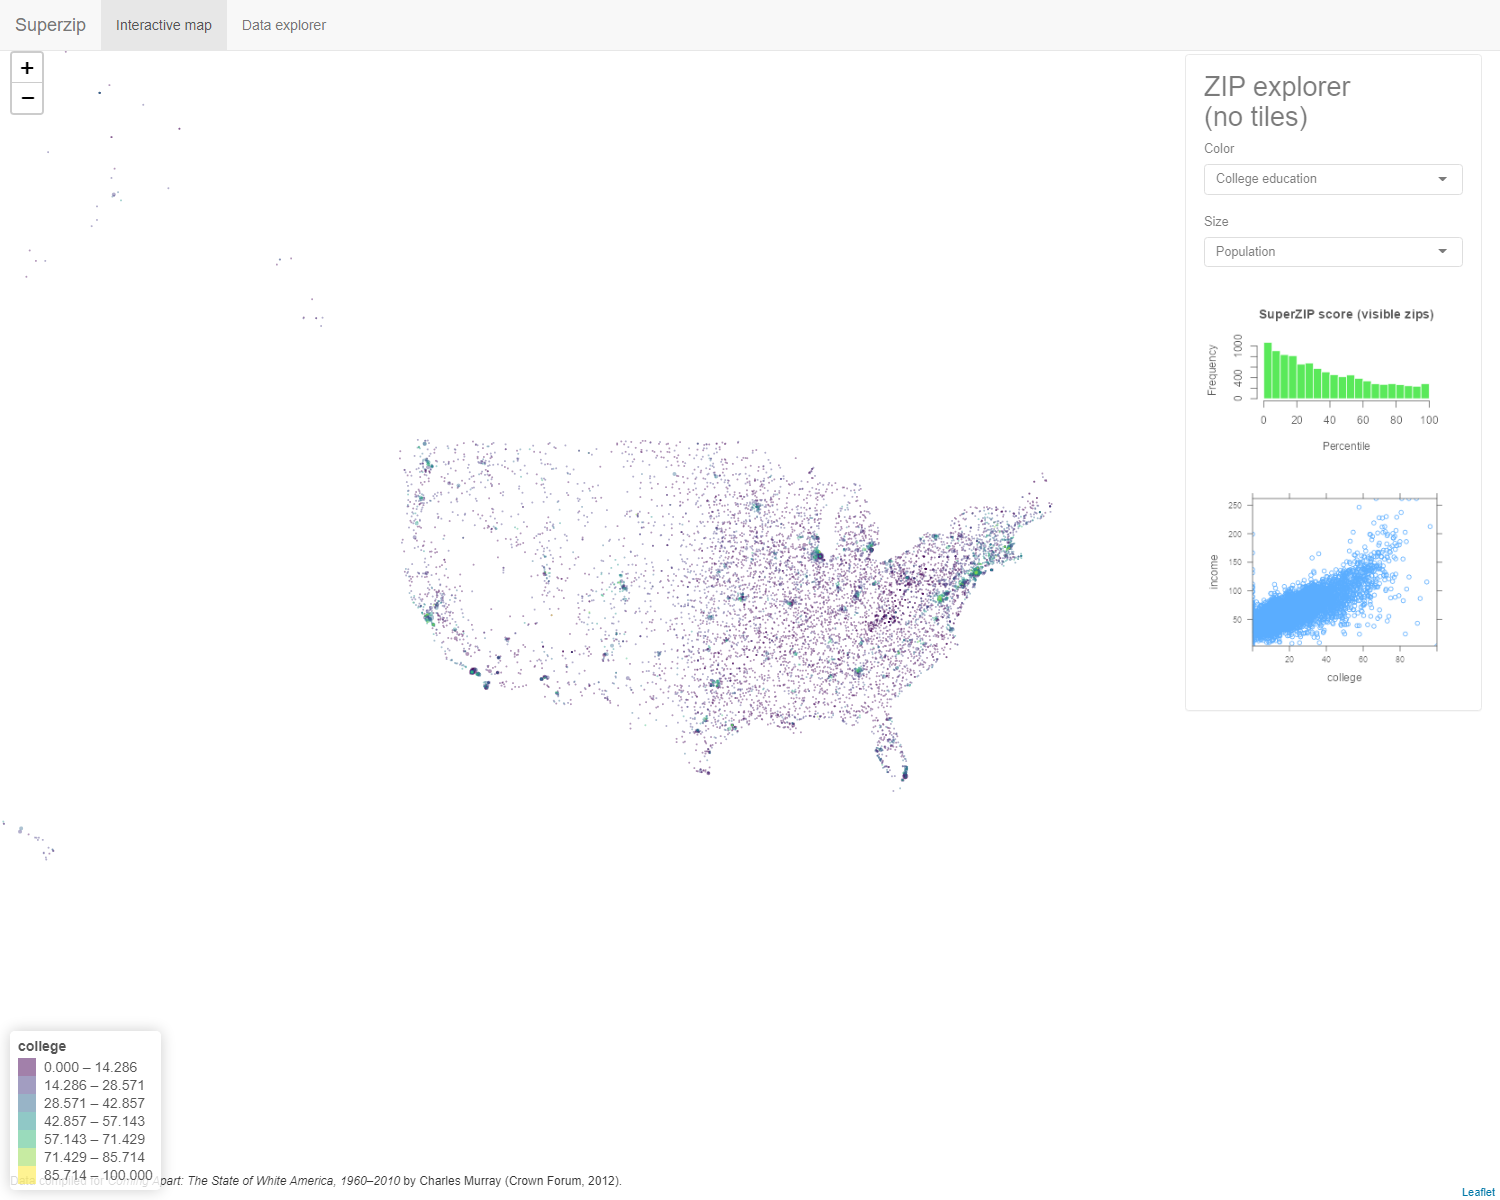 Superzip
Interactive map
Data explorer
+
−
ZIP explorer
(no tiles)
Color
College education
Size
Population
SuperZIP score (visible zips)
Frequency
1000
400
0
0 20 40 60 80 100
Percentile
250
200
150
100
50
income
20 40 60 80
college
college
0.000 – 14.286
14.286 – 28.571
28.571 – 42.857
42.857 – 57.143
57.143 – 71.429
71.429 – 85.714
85.714 – 100.000
Data compiled for Coming Apart: The State of White America, 1960–2010 by Charles Murray (Crown Forum, 2012).
Leaflet